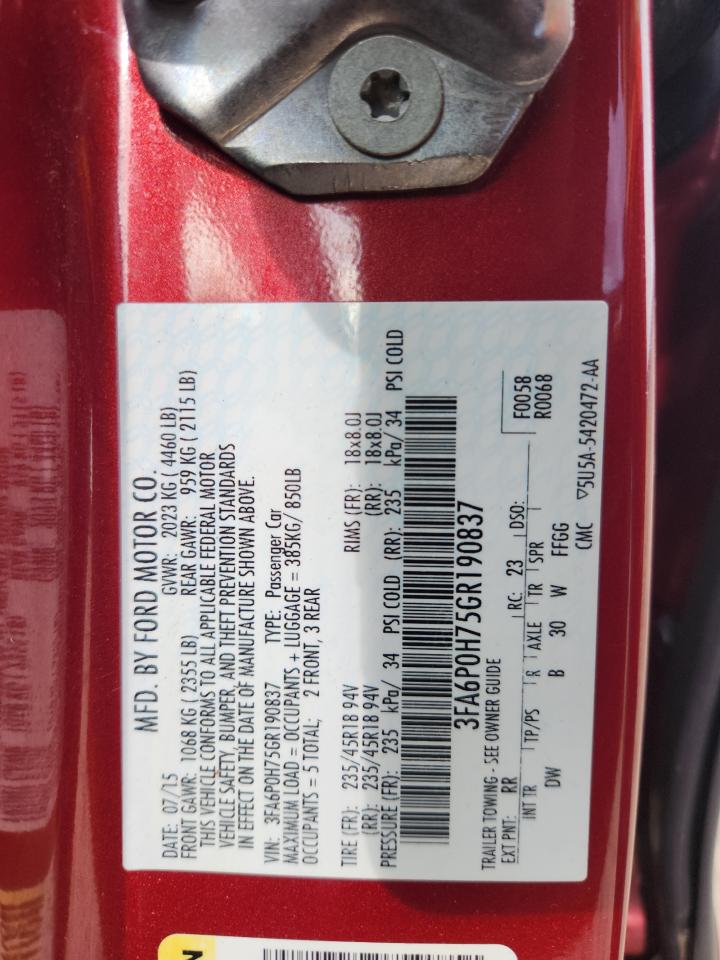 MFD. BY FORD MOTOR CO.
DATE: 07/15 GVWR: 2023 KG ( 4460 LB)
FRONT GAWR: 1068 KG ( 2355 LB) REAR GAWR: 959 KG ( 2115 LB)
THIS VEHICLE CONFORMS TO ALL APPLICABLE FEDERAL MOTOR
VEHICLE SAFETY, BUMPER, AND THEFT PREVENTION STANDARDS
IN EFFECT ON THE DATE OF MANUFACTURE SHOWN ABOVE.
VIN: 3FA6P0H75GR190837 TYPE: Passenger Car
MAXIMUM LOAD = OCCUPANTS + LUGGAGE = 385KG/ 850LB
OCCUPANTS = 5 TOTAL; 2 FRONT, 3 REAR
TIRE (FR): 235/45R18 94V RIMS (FR): 18x8.0J
(RR): 235/45R18 94V (RR): 18x8.0J
PRESSURE (FR): 235 kPa/ 34 PSI COLD (RR): 235 kPa/ 34 PSI COLD
3FA6P0H75GR190837
TRAILER TOWING - SEE OWNER GUIDE
EXT PNT: RR RC: 23 DSO: F0058
R0068
INT TR TP/PS R AXLE TR SPR
DW B 30 W FFGG
CMC ▽5U5A-5420472-AA
N